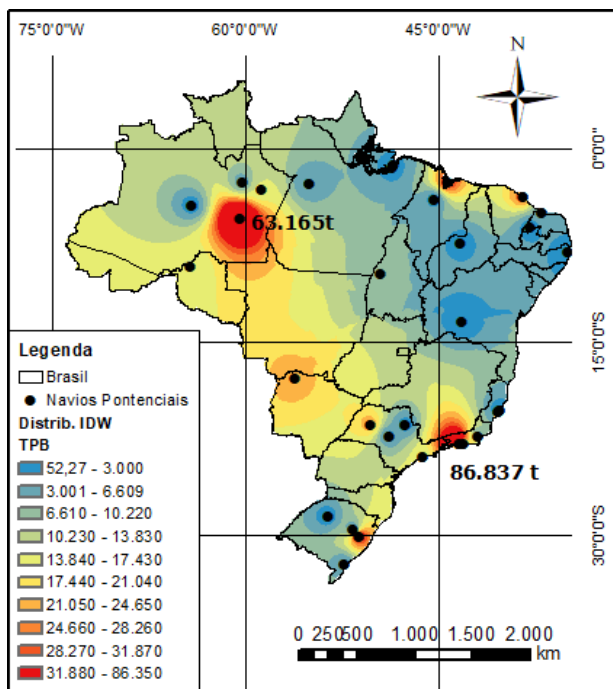 75°0'0"W 60°0'0"W 45°0'0"W
N
0°0'0"
15°0'0"S
30°0'0"S
63.165t
86.837 t
Legenda
Brasil
Navios Pontenciais
Distrib. IDW
TPB
52,27 - 3.000
3.001 - 6.609
6.610 - 10.220
10.230 - 13.830
13.840 - 17.430
17.440 - 21.040
21.050 - 24.650
24.660 - 28.260
28.270 - 31.870
31.880 - 86.350
0 250500 1.000 1.500 2.000
km